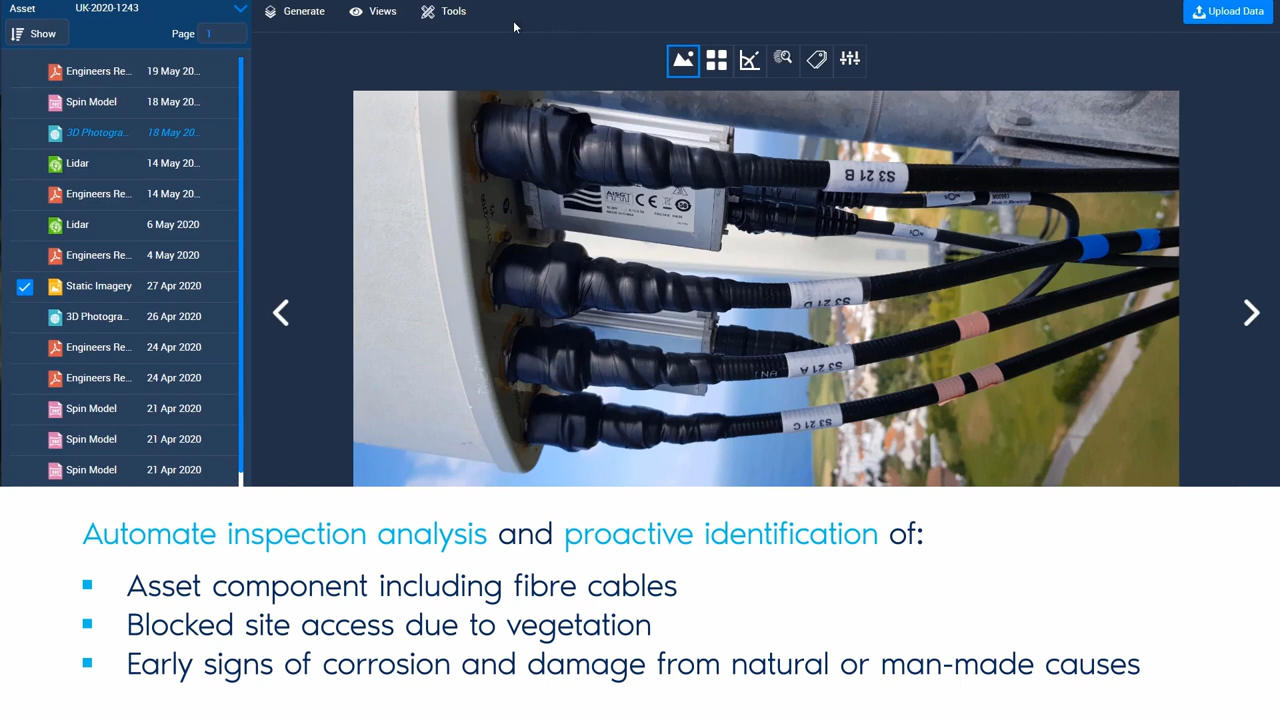 Asset UK-2020-1243
Generate Views Tools
Upload Data
Show Page 1
Engineers Re... 19 May 20...
Spin Model 18 May 20...
3D Photogra... 18 May 20...
Lidar 14 May 20...
Engineers Re... 14 May 20...
Lidar 6 May 2020
Engineers Re... 4 May 2020
Static Imagery 27 Apr 2020
3D Photogra... 26 Apr 2020
Engineers Re... 24 Apr 2020
Engineers Re... 24 Apr 2020
Spin Model 21 Apr 2020
Spin Model 21 Apr 2020
Spin Model 21 Apr 2020
S3 21 B
AISG CE
S3 21 D
S3 21 A
S3 21 C
Automate inspection analysis and proactive identification of:
▪ Asset component including fibre cables
▪ Blocked site access due to vegetation
▪ Early signs of corrosion and damage from natural or man-made causes